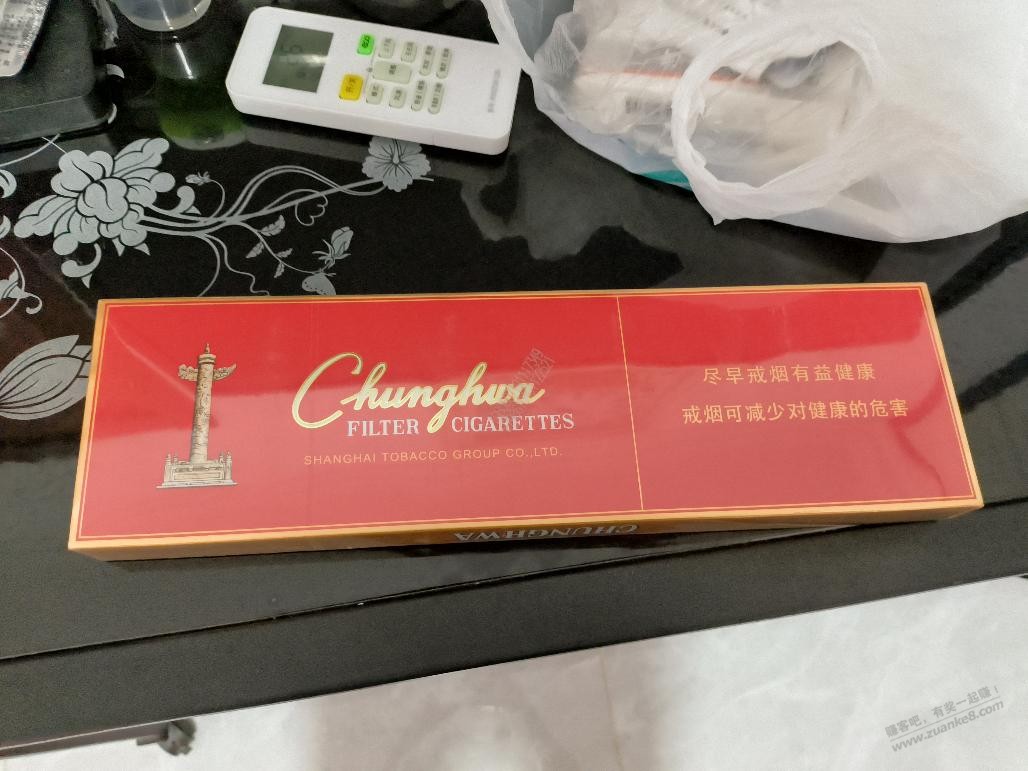 Chunghwa
FILTER CIGARETTES
SHANGHAI TOBACCO GROUP CO.,LTD.
尽早戒烟有益健康
戒烟可减少对健康的危害
CHUNGHWA
赚客吧，有奖一起赚！
www.zuanke8.com